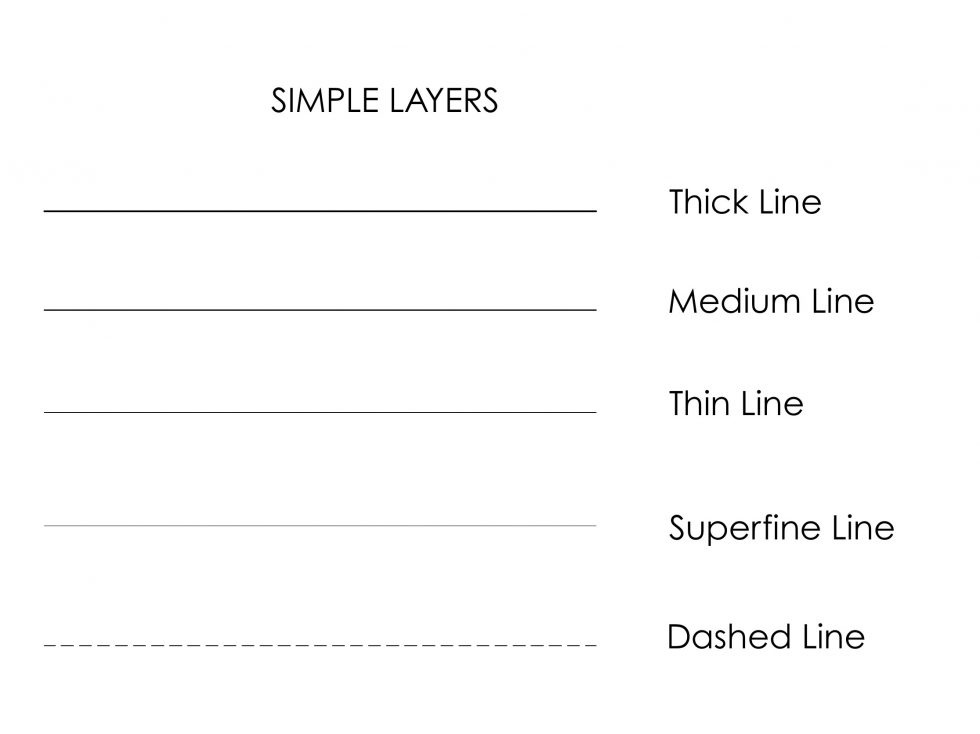 SIMPLE LAYERS
Thick Line
Medium Line
Thin Line
Superfine Line
Dashed Line